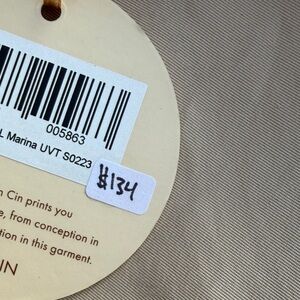 005863
L Marina UVT S0223
$134
n Cin prints you
e, from conception in
tion in this garment.
IN